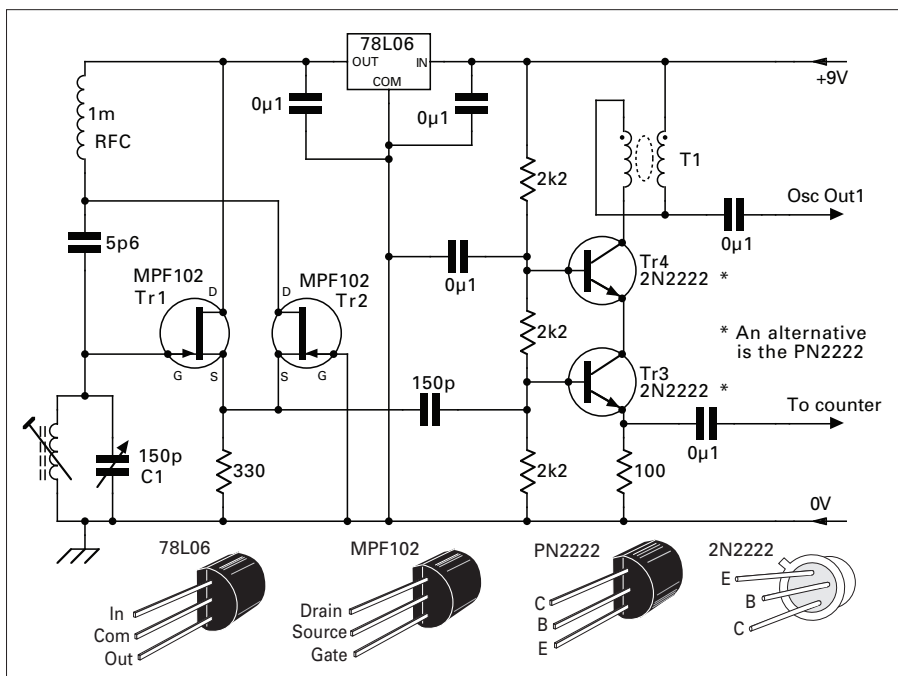 78L06
OUT
IN
COM
+9V
1m
RFC
0µ1
0µ1
2k2
T1
Osc Out1
5p6
0µ1
0µ1
MPF102
Tr1
MPF102
Tr2
D
D
G
S
S
G
Tr4
2N2222 *
2k2
* An alternative
is the PN2222
Tr3
2N2222 *
150p
To counter
0µ1
150p
C1
330
2k2
100
0V
78L06
MPF102
PN2222
2N2222
In
Com
Out
Drain
Source
Gate
C
B
E
E
B
C